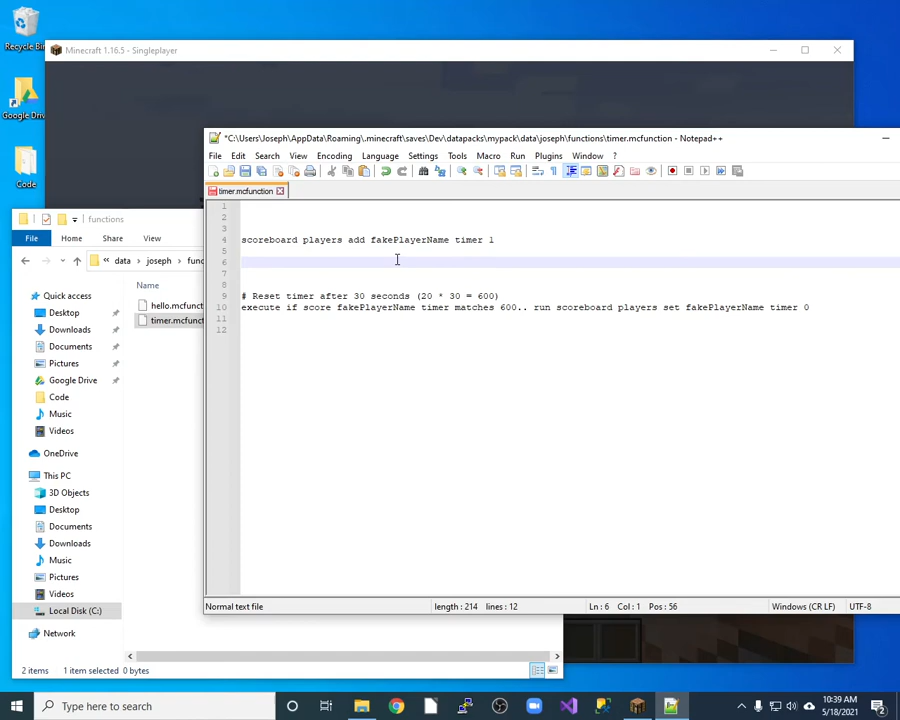 Recycle Bin
Minecraft 1.16.5 - Singleplayer
Google Driv
Code
*C:\Users\Joseph\AppData\Roaming\.minecraft\saves\Dev\datapacks\mypack\data\joseph\functions\timer.mcfunction - Notepad++
File Edit Search View Encoding Language Settings Tools Macro Run Plugins Window ?
timer.mcfunction
1
2
3
4 scoreboard players add fakePlayerName timer 1
5
6
7
8
9 # Reset timer after 30 seconds (20 * 30 = 600)
10 execute if score fakePlayerName timer matches 600.. run scoreboard players set fakePlayerName timer 0
11
12
Normal text file length : 214 lines : 12 Ln : 6 Col : 1 Pos : 56 Windows (CR LF) UTF-8
functions
File Home Share View
« data › joseph › func
Name
hello.mcfunct
timer.mcfunct
Quick access
Desktop
Downloads
Documents
Pictures
Google Drive
Code
Music
Videos
OneDrive
This PC
3D Objects
Desktop
Documents
Downloads
Music
Pictures
Videos
Local Disk (C:)
Network
2 items 1 item selected 0 bytes
Type here to search
10:39 AM
5/18/2021
2